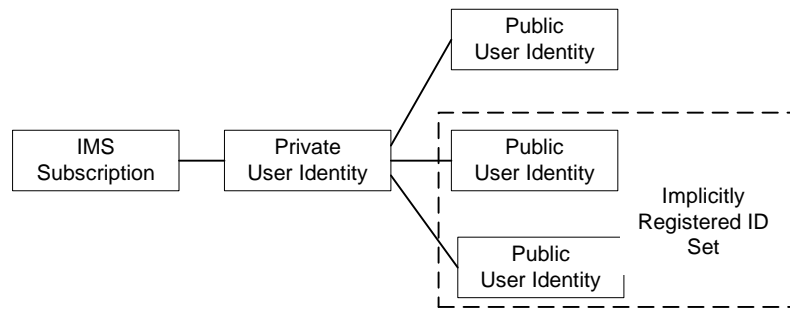 Public
User Identity
IMS
Subscription
Private
User Identity
Public
User Identity
Implicitly
Registered ID
Set
Public
User Identity